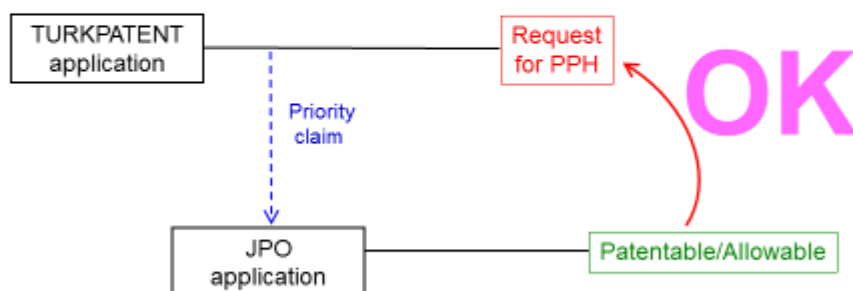 TURKPATENT
application
Request
for PPH
OK
Priority
claim
JPO
application
Patentable/Allowable